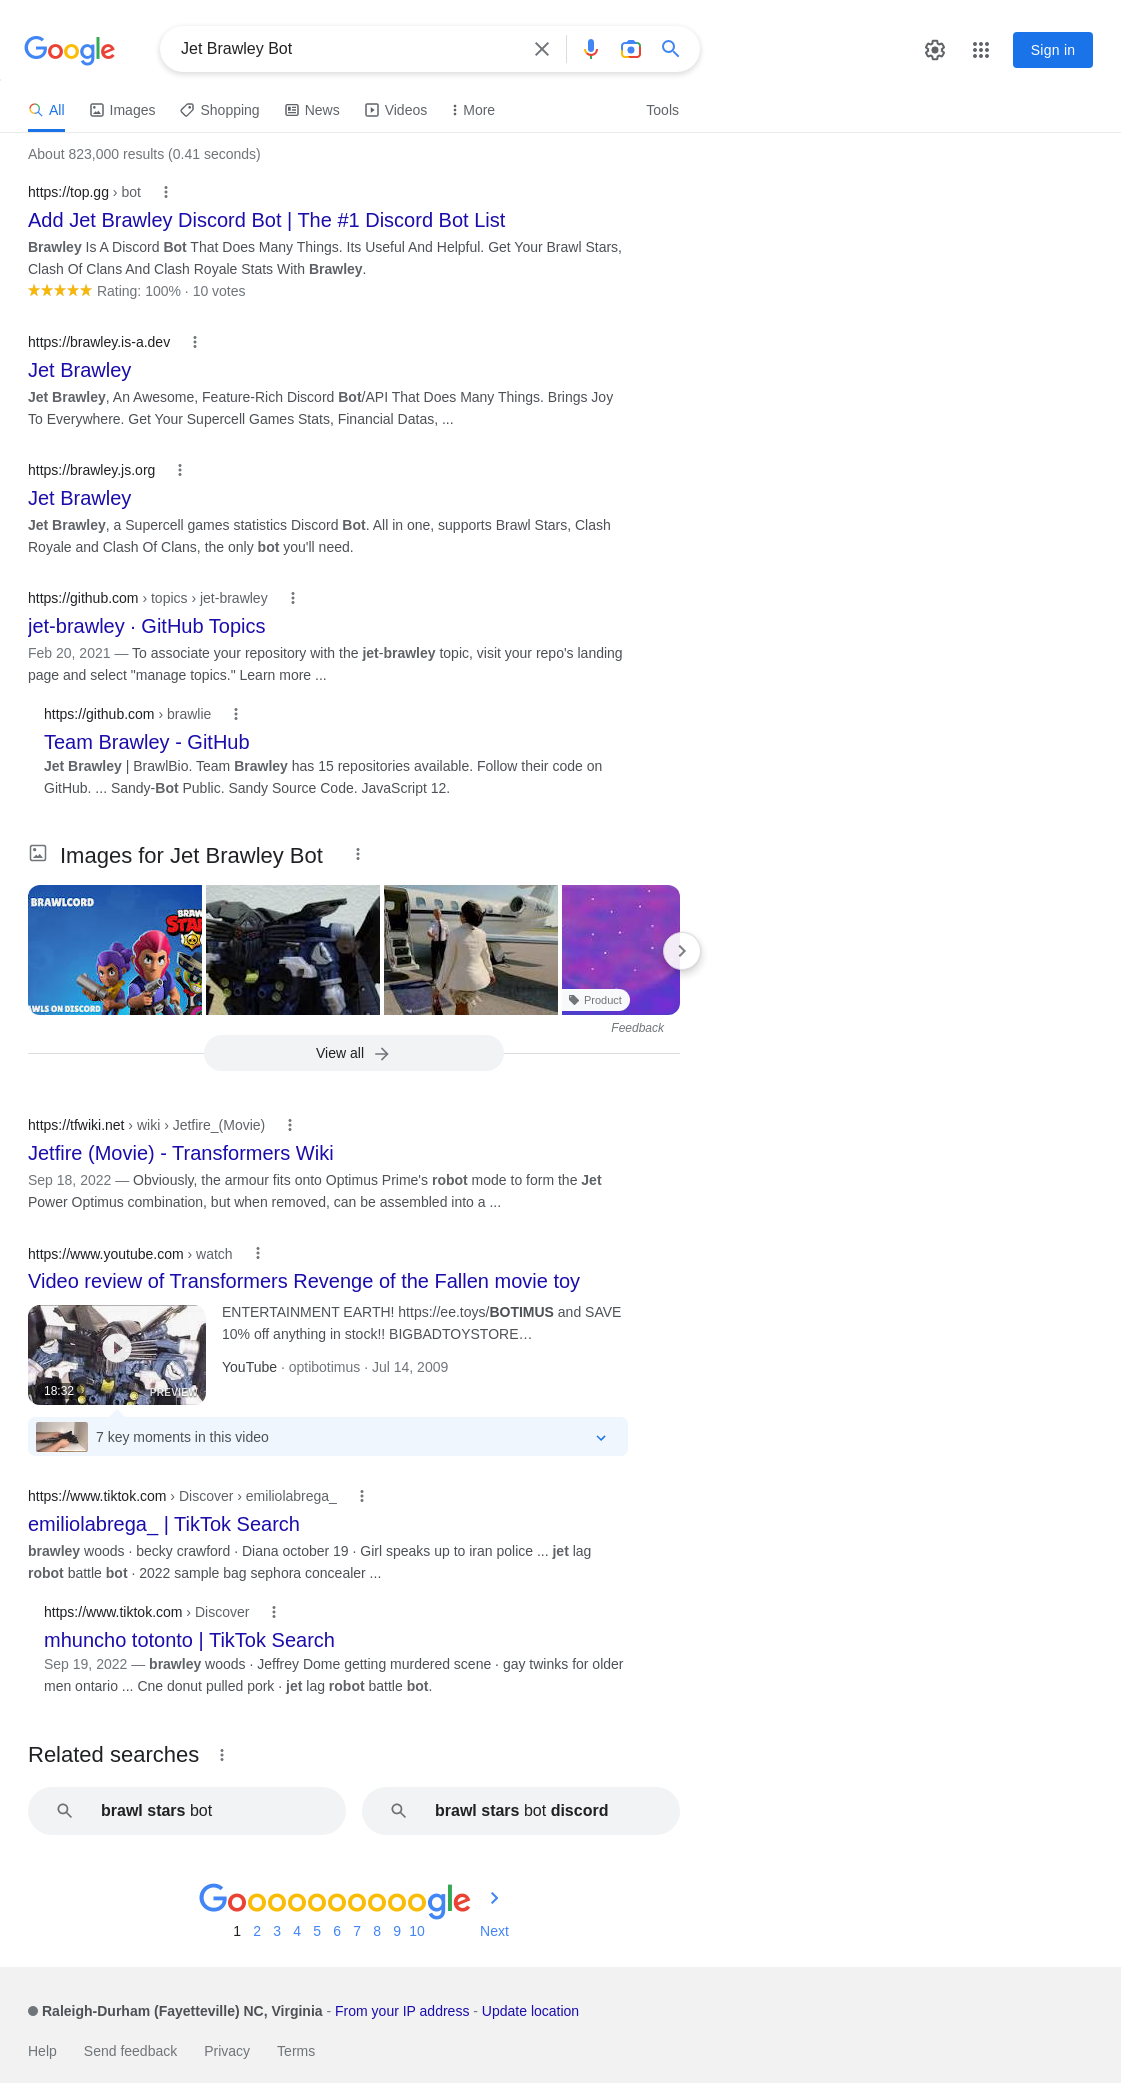 Google
Jet Brawley Bot
Sign in
All Images Shopping News Videos More Tools
About 823,000 results (0.41 seconds)
https://top.gg › bot
Add Jet Brawley Discord Bot | The #1 Discord Bot List
Brawley Is A Discord Bot That Does Many Things. Its Useful And Helpful. Get Your Brawl Stars,
Clash Of Clans And Clash Royale Stats With Brawley.
Rating: 100% · 10 votes
https://brawley.is-a.dev
Jet Brawley
Jet Brawley, An Awesome, Feature-Rich Discord Bot/API That Does Many Things. Brings Joy
To Everywhere. Get Your Supercell Games Stats, Financial Datas, ...
https://brawley.js.org
Jet Brawley
Jet Brawley, a Supercell games statistics Discord Bot. All in one, supports Brawl Stars, Clash
Royale and Clash Of Clans, the only bot you'll need.
https://github.com › topics › jet-brawley
jet-brawley · GitHub Topics
Feb 20, 2021 — To associate your repository with the jet-brawley topic, visit your repo's landing
page and select "manage topics." Learn more ...
https://github.com › brawlie
Team Brawley - GitHub
Jet Brawley | BrawlBio. Team Brawley has 15 repositories available. Follow their code on
GitHub. ... Sandy-Bot Public. Sandy Source Code. JavaScript 12.
Images for Jet Brawley Bot
BRAWLCORD
BRAW
STA
AWLS ON DISCORD
Product
Feedback
View all
https://tfwiki.net › wiki › Jetfire_(Movie)
Jetfire (Movie) - Transformers Wiki
Sep 18, 2022 — Obviously, the armour fits onto Optimus Prime's robot mode to form the Jet
Power Optimus combination, but when removed, can be assembled into a ...
https://www.youtube.com › watch
Video review of Transformers Revenge of the Fallen movie toy
ENTERTAINMENT EARTH! https://ee.toys/BOTIMUS and SAVE
10% off anything in stock!! BIGBADTOYSTORE…
YouTube · optibotimus · Jul 14, 2009
18:32 PREVIEW
7 key moments in this video
https://www.tiktok.com › Discover › emiliolabrega_
emiliolabrega_ | TikTok Search
brawley woods · becky crawford · Diana october 19 · Girl speaks up to iran police ... jet lag
robot battle bot · 2022 sample bag sephora concealer ...
https://www.tiktok.com › Discover
mhuncho totonto | TikTok Search
Sep 19, 2022 — brawley woods · Jeffrey Dome getting murdered scene · gay twinks for older
men ontario ... Cne donut pulled pork · jet lag robot battle bot.
Related searches
brawl stars bot
brawl stars bot discord
Goooooooooogle
1 2 3 4 5 6 7 8 9 10 Next
Raleigh-Durham (Fayetteville) NC, Virginia - From your IP address - Update location
Help Send feedback Privacy Terms